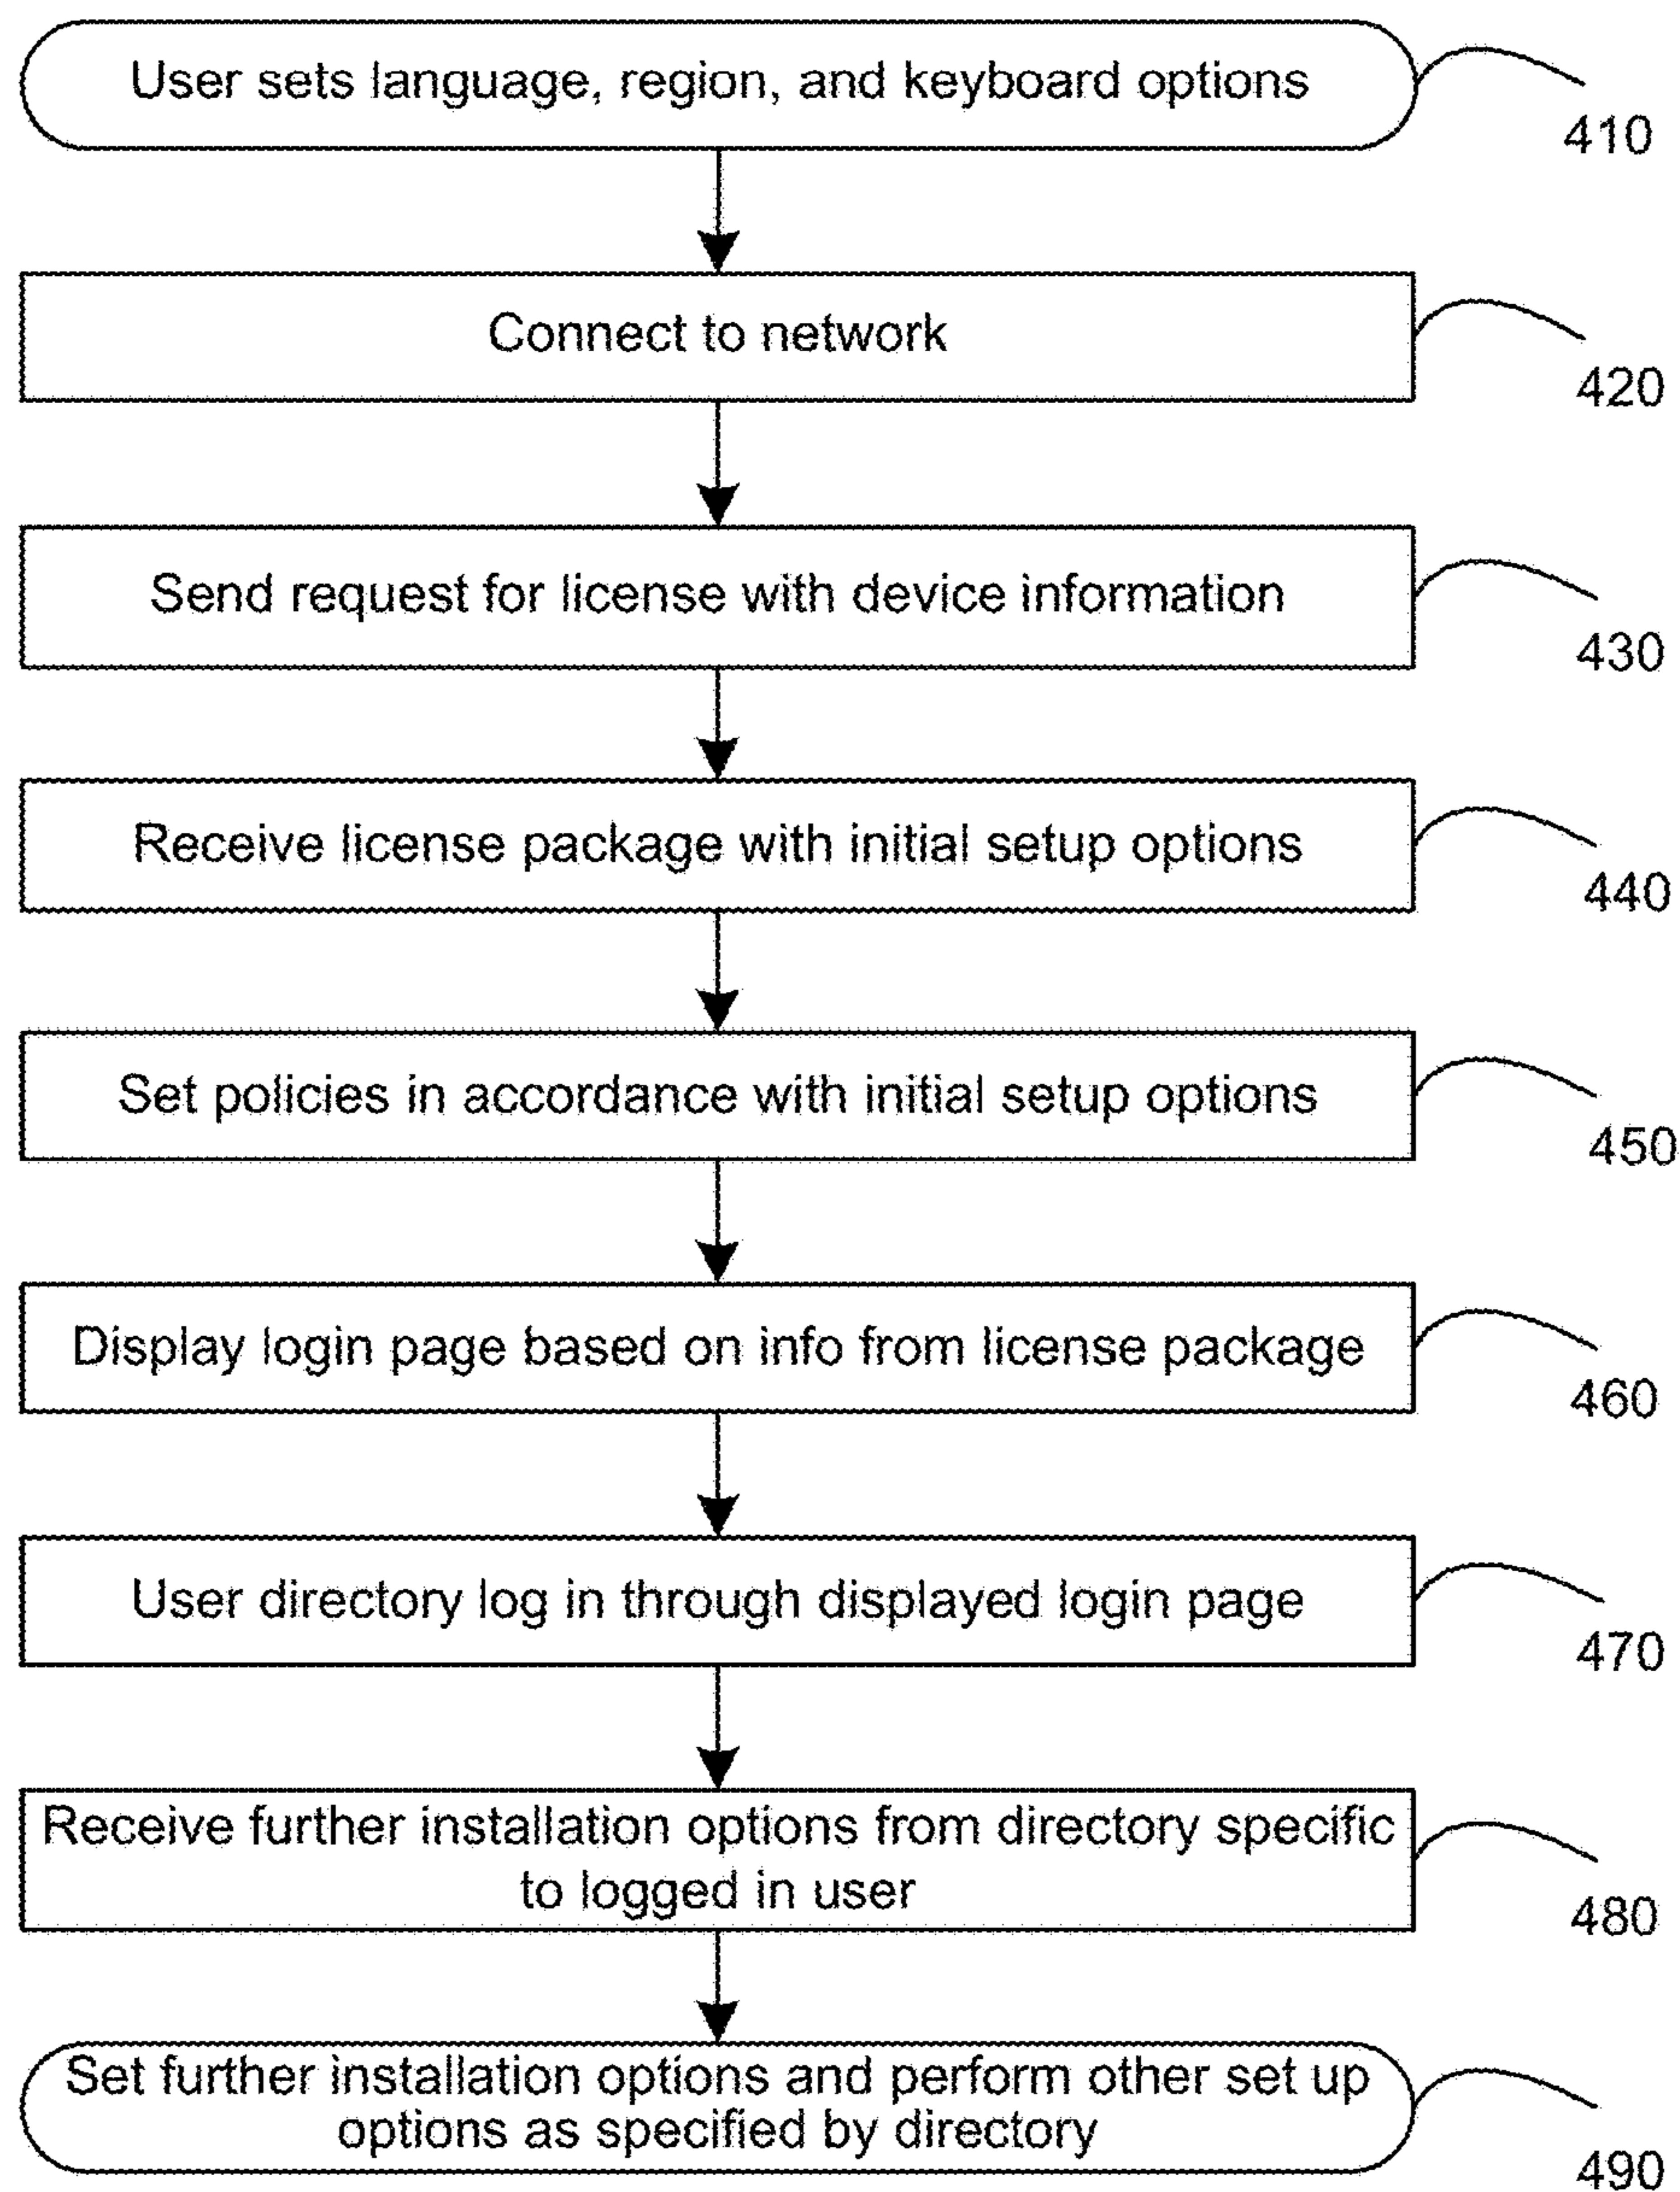 User sets language, region, and keyboard options
410
Connect to network
420
Send request for license with device information
430
Receive license package with initial setup options
440
Set policies in accordance with initial setup options
450
Display login page based on info from license package
460
User directory log in through displayed login page
470
Receive further installation options from directory specific
to logged in user
480
Set further installation options and perform other set up
options as specified by directory
490